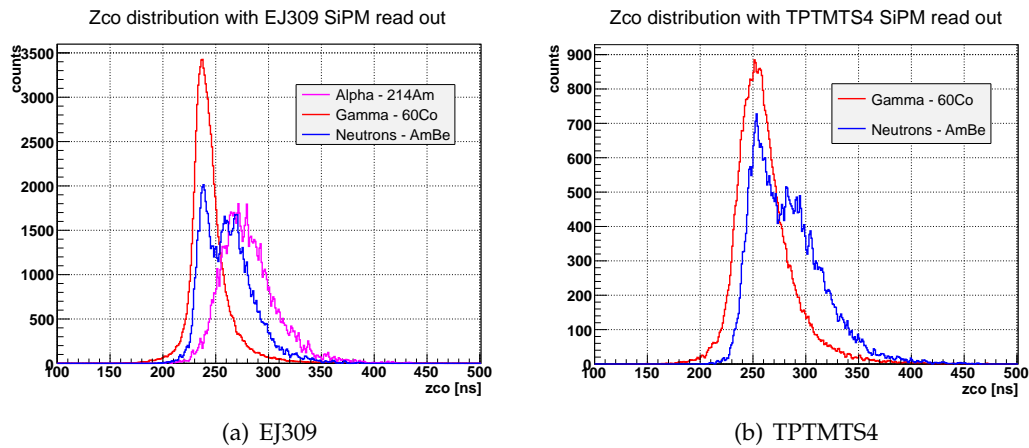 Zco distribution with EJ309 SiPM read out
counts
3500
3000
2500
2000
1500
1000
500
0
100 150 200 250 300 350 400 450 500
zco [ns]
Alpha - 214Am
Gamma - 60Co
Neutrons - AmBe
(a) EJ309
Zco distribution with TPTMTS4 SiPM read out
counts
900
800
700
600
500
400
300
200
100
0
100 150 200 250 300 350 400 450 500
zco [ns]
Gamma - 60Co
Neutrons - AmBe
(b) TPTMTS4